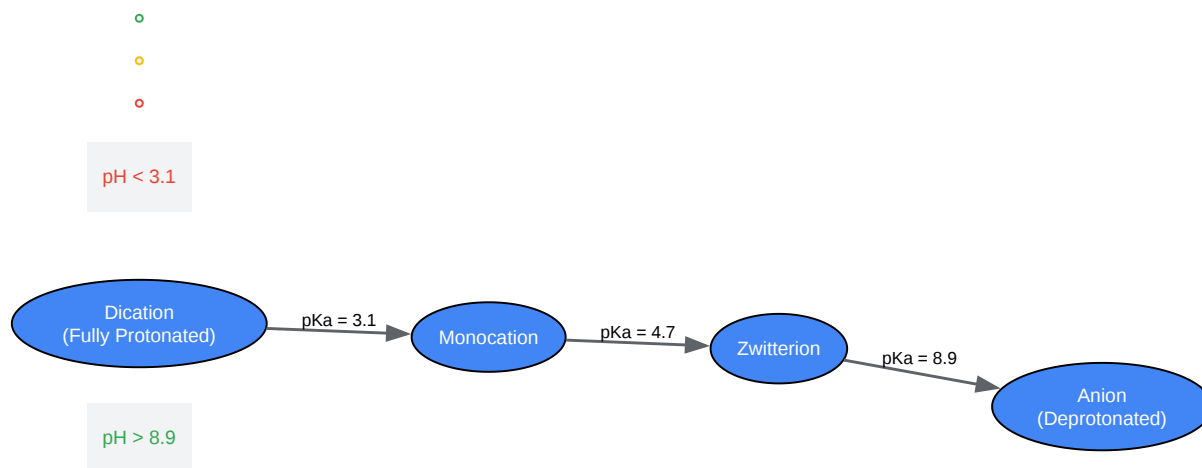 pH < 3.1
Dication
(Fully Protonated)
pKa = 3.1
Monocation
pKa = 4.7
Zwitterion
pKa = 8.9
Anion
(Deprotonated)
pH > 8.9